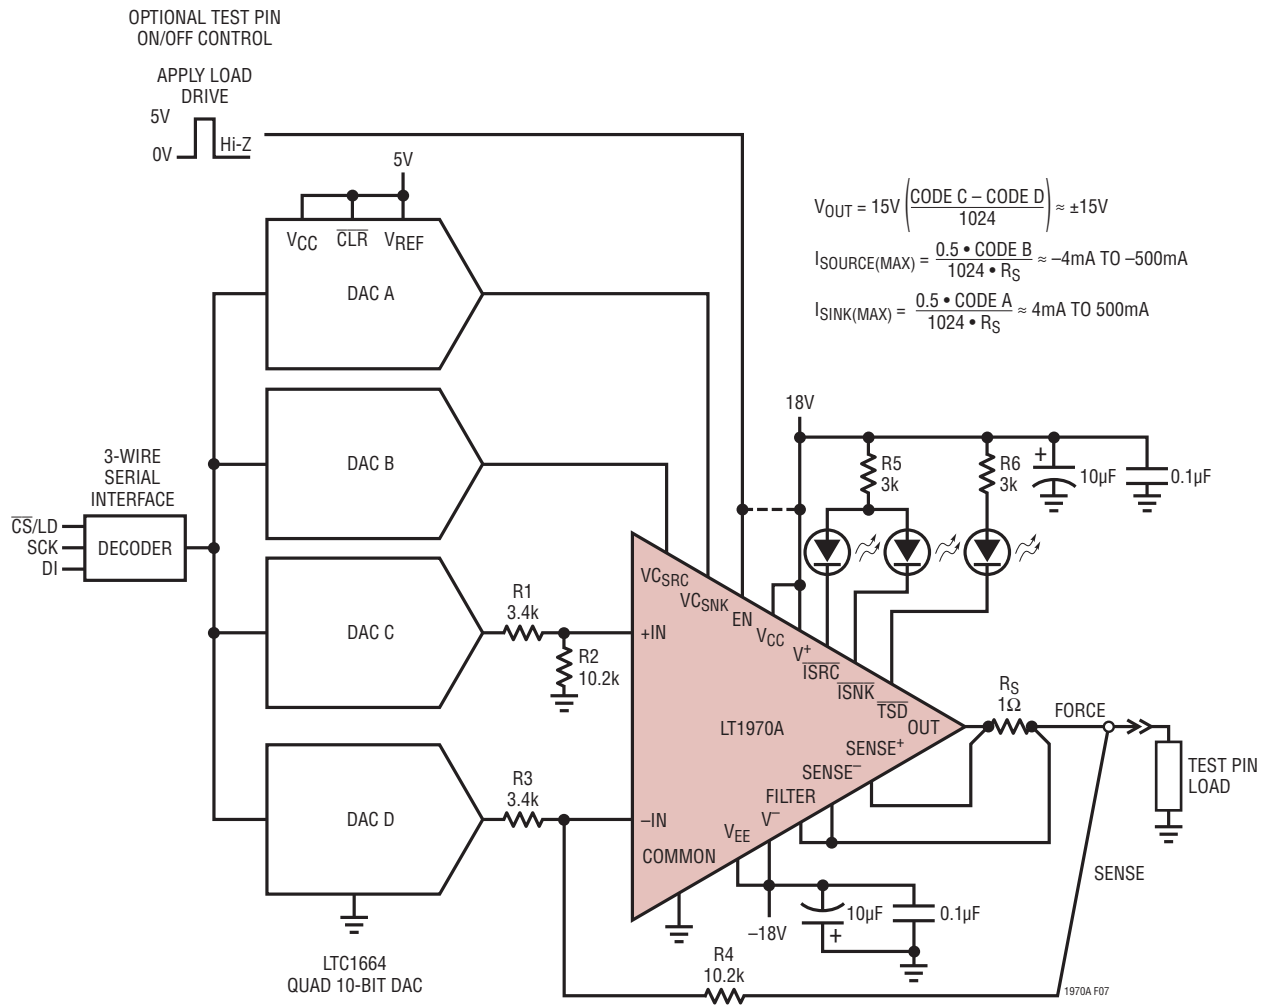 OPTIONAL TEST PIN
ON/OFF CONTROL
APPLY LOAD
DRIVE
5V
0V
Hi-Z
5V
VCC
CLR
VREF
DAC A
DAC B
DAC C
DAC D
3-WIRE
SERIAL
INTERFACE
CS/LD
SCK
DI
DECODER
LTC1664
QUAD 10-BIT DAC
R1
3.4k
R2
10.2k
R3
3.4k
R4
10.2k
VOUT = 15V (CODE C – CODE D / 1024) ≈ ±15V
ISOURCE(MAX) = 0.5 • CODE B / 1024 • RS ≈ –4mA TO –500mA
ISINK(MAX) = 0.5 • CODE A / 1024 • RS ≈ 4mA TO 500mA
18V
R5
3k
R6
3k
10µF
0.1µF
+
VCSRC
VCSNK
EN
VCC
V+
ISRC
ISNK
TSD
OUT
+IN
LT1970A
SENSE+
SENSE–
FILTER
V–
VEE
–IN
COMMON
RS
1Ω
FORCE
TEST PIN
LOAD
SENSE
–18V
10µF
+
0.1µF
1970A F07